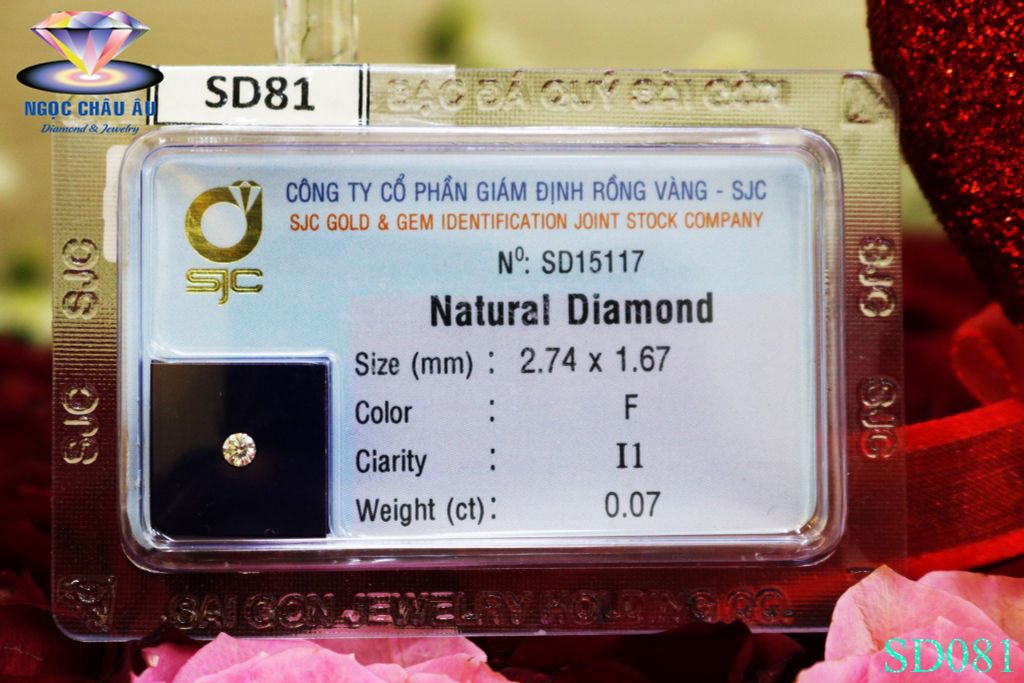 NGỌC CHÂU ÂU
Diamond & Jewelry
SD81
BẠC ĐÁ QUÝ SÀI GÒN
SJC
CÔNG TY CỔ PHẦN GIÁM ĐỊNH RỒNG VÀNG - SJC
SJC GOLD & GEM IDENTIFICATION JOINT STOCK COMPANY
N⁰: SD15117
Natural Diamond
Size (mm) : 2.74 x 1.67
Color : F
Clarity : I1
Weight (ct): 0.07
SJC
SJC
SJC
SJC
SAIGON JEWELRY HOLDING CO.
SD081